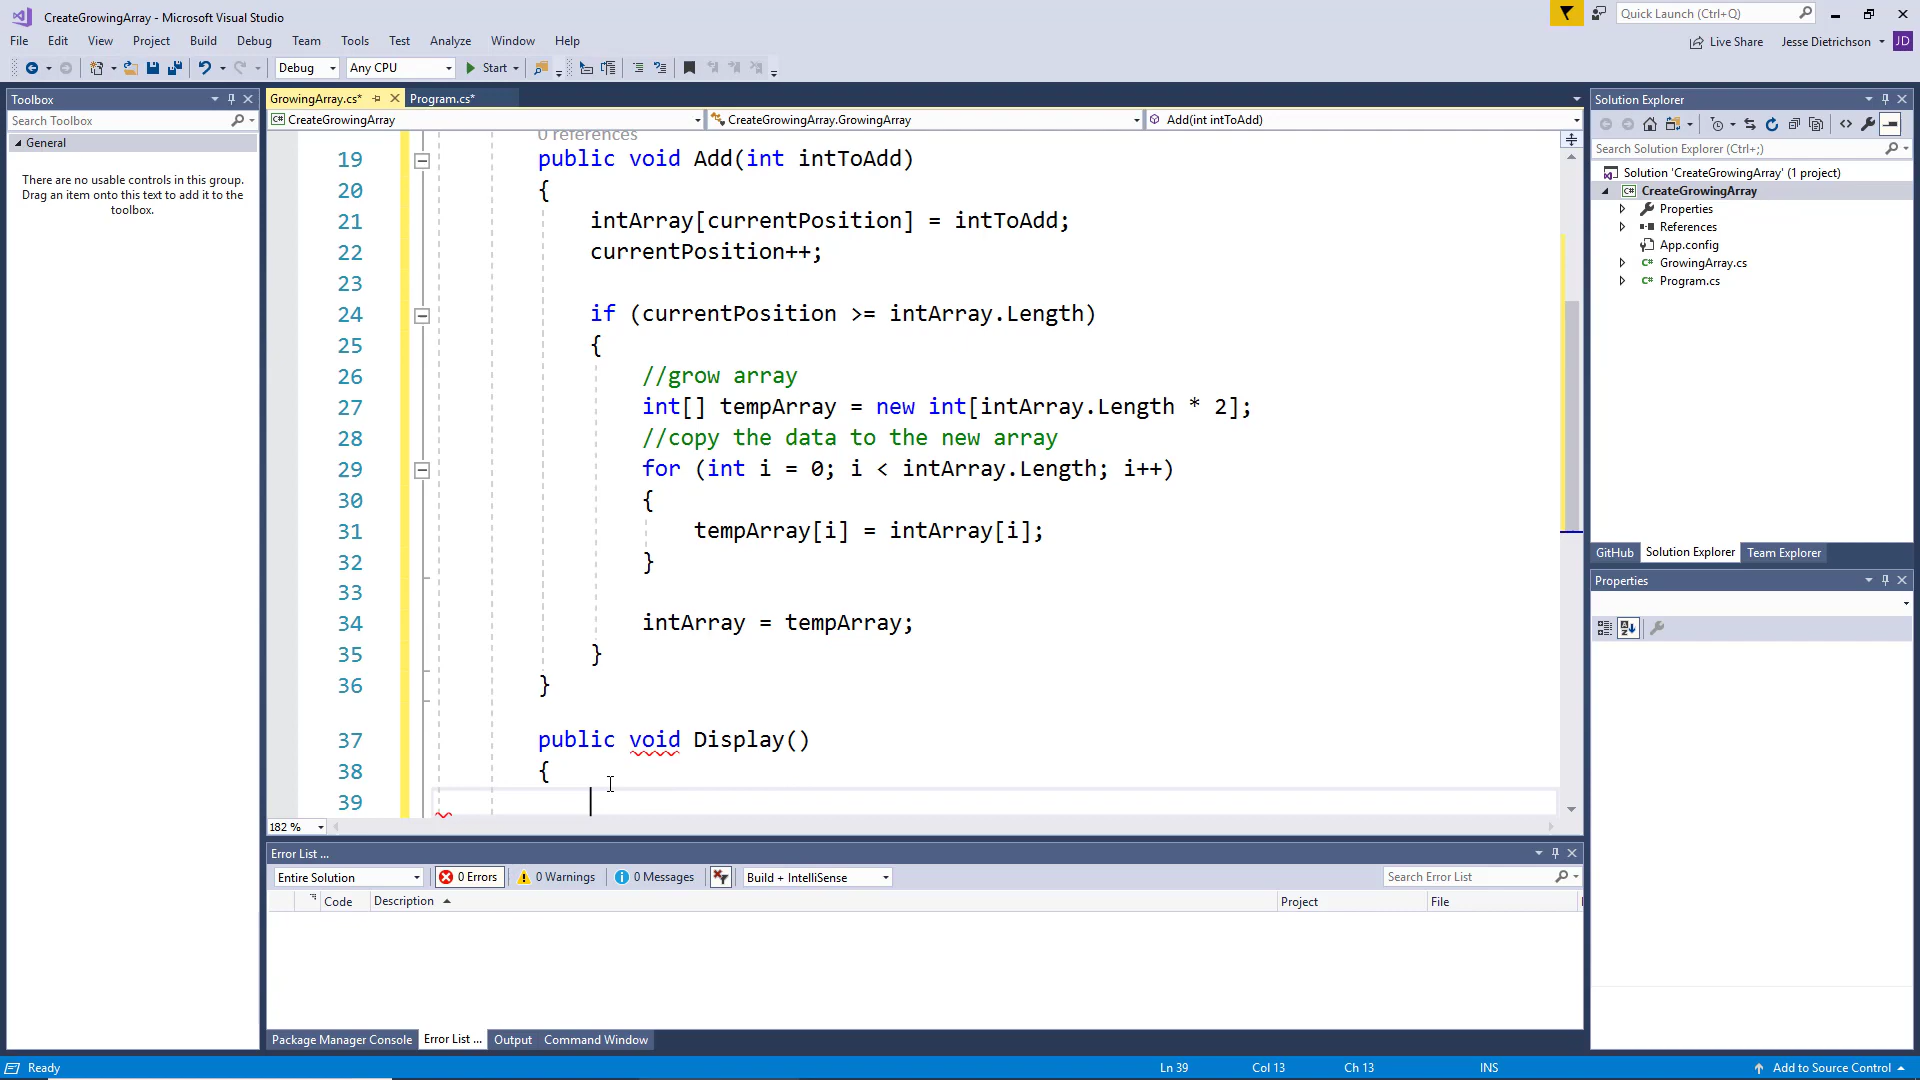 CreateGrowingArray - Microsoft Visual Studio
Quick Launch (Ctrl+Q)
File Edit View Project Build Debug Team Tools Test Analyze Window Help
Live Share Jesse Dietrichson JD
Debug Any CPU Start
Toolbox
Search Toolbox
General
There are no usable controls in this group.
Drag an item onto this text to add it to the
toolbox.
GrowingArray.cs* Program.cs*
CreateGrowingArray CreateGrowingArray.GrowingArray Add(int intToAdd)
0 references
19 public void Add(int intToAdd)
20 {
21 intArray[currentPosition] = intToAdd;
22 currentPosition++;
23
24 if (currentPosition >= intArray.Length)
25 {
26 //grow array
27 int[] tempArray = new int[intArray.Length * 2];
28 //copy the data to the new array
29 for (int i = 0; i < intArray.Length; i++)
30 {
31 tempArray[i] = intArray[i];
32 }
33
34 intArray = tempArray;
35 }
36 }
37 public void Display()
38 {
39
182 %
Solution Explorer
Search Solution Explorer (Ctrl+;)
Solution 'CreateGrowingArray' (1 project)
CreateGrowingArray
Properties
References
App.config
GrowingArray.cs
Program.cs
GitHub Solution Explorer Team Explorer
Properties
Error List ...
Entire Solution 0 Errors 0 Warnings 0 Messages Build + IntelliSense Search Error List
Code Description Project File
Package Manager Console Error List ... Output Command Window
Ready Ln 39 Col 13 Ch 13 INS Add to Source Control